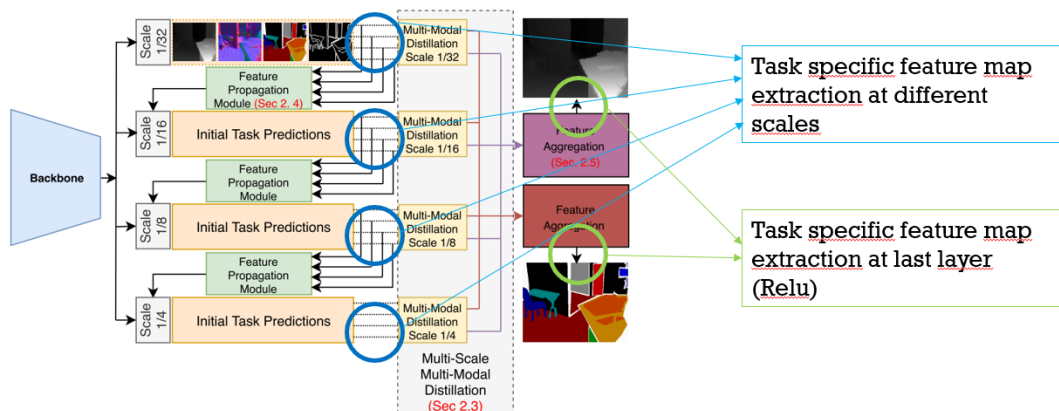 Backbone
Scale
1/32
Multi-Modal
Distillation
Scale 1/32
Feature
Propagation
Module (Sec 2. 4)
Scale
1/16
Initial Task Predictions
Multi-Modal
Distillation
Scale 1/16
Feature
Propagation
Module
Scale
1/8
Initial Task Predictions
Multi-Modal
Distillation
Scale 1/8
Feature
Propagation
Module
Scale
1/4
Initial Task Predictions
Multi-Modal
Distillation
Scale 1/4
Multi-Scale
Multi-Modal
Distillation
(Sec 2.3)
Feature
Aggregation
(Sec. 2.5)
Feature
Aggregation
Task specific feature map
extraction at different
scales
Task specific feature map
extraction at last layer
(Relu)